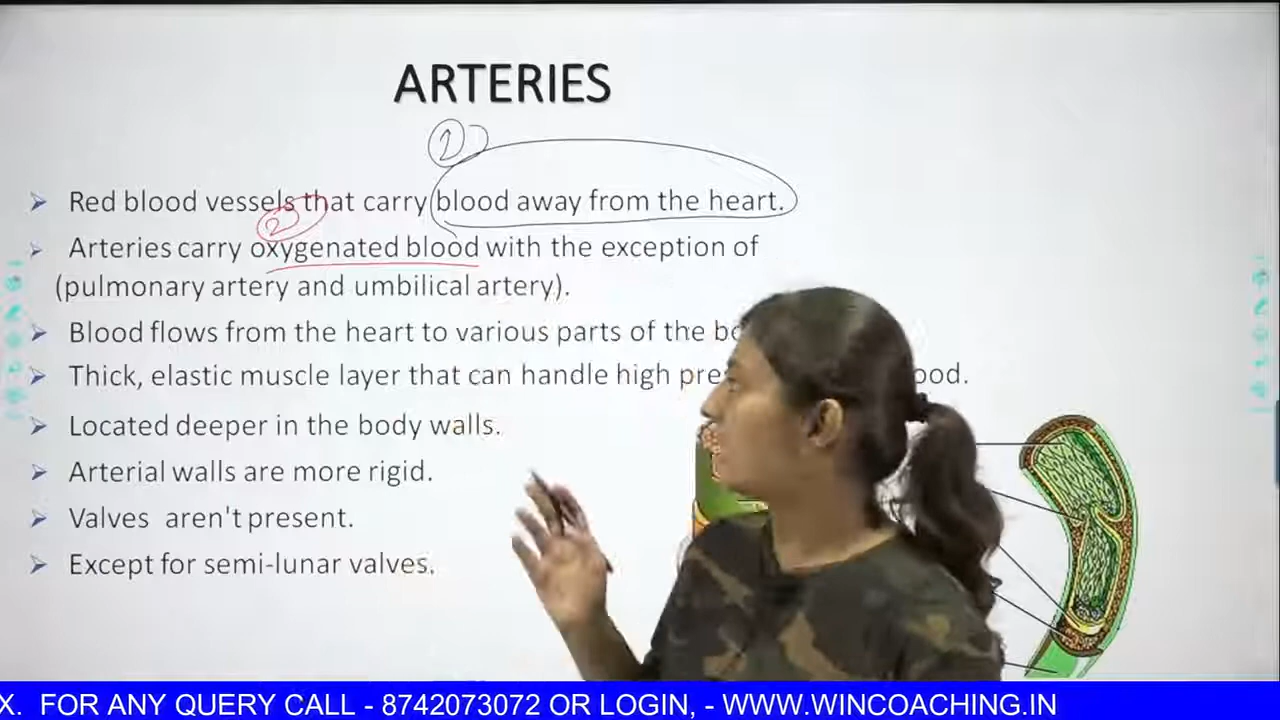 ARTERIES
1
Red blood vessels that carry blood away from the heart.
2
Arteries carry oxygenated blood with the exception of
(pulmonary artery and umbilical artery).
Blood flows from the heart to various parts of the
Thick, elastic muscle layer that can handle high
Located deeper in the body walls.
Arterial walls are more rigid.
Valves aren't present.
Except for semi-lunar valves.
X. FOR ANY QUERY CALL - 8742073072 OR LOGIN, - WWW.WINCOACHING.IN